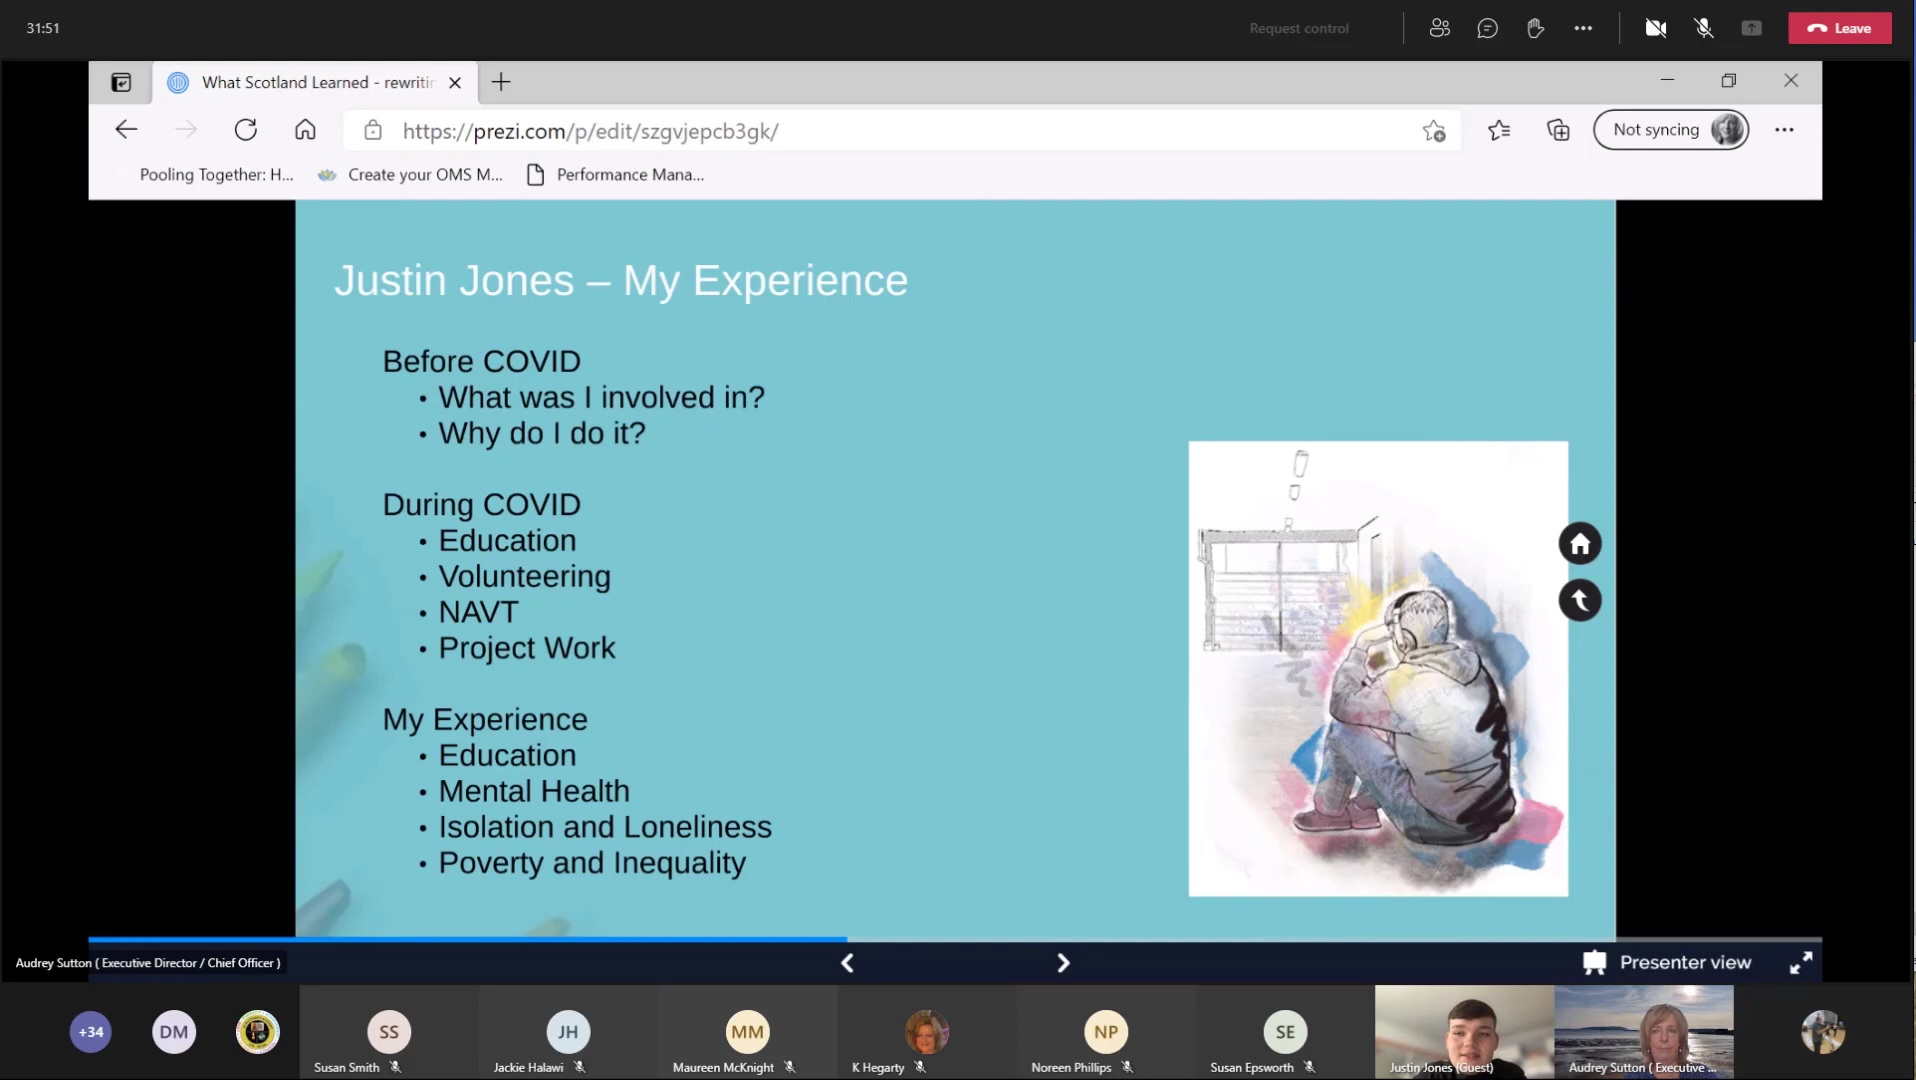 31:51
Request control
Leave
What Scotland Learned - rewritin
https://prezi.com/p/edit/szgvjepcb3gk/
Not syncing
Pooling Together: H...
Create your OMS M...
Performance Mana...
Justin Jones – My Experience
Before COVID
• What was I involved in?
• Why do I do it?
During COVID
• Education
• Volunteering
• NAVT
• Project Work
My Experience
• Education
• Mental Health
• Isolation and Loneliness
• Poverty and Inequality
Audrey Sutton ( Executive Director / Chief Officer )
Presenter view
+34
DM
SS
JH
MM
NP
SE
Susan Smith
Jackie Halawi
Maureen McKnight
K Hegarty
Noreen Phillips
Susan Epsworth
Justin Jones (Guest)
Audrey Sutton ( Executive ...